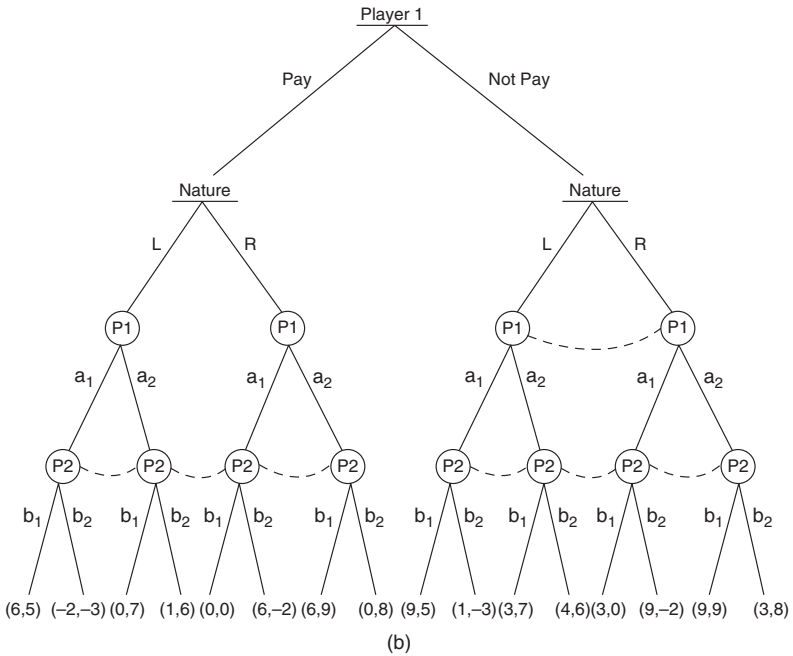 Player 1
Pay Not Pay
Nature Nature
L R L R
P1 P1 P1 P1
a₁ a₂ a₁ a₂ a₁ a₂ a₁ a₂
P2 P2 P2 P2 P2 P2 P2 P2
b₁ b₂ b₁ b₂ b₁ b₂ b₁ b₂ b₁ b₂ b₁ b₂ b₁ b₂ b₁ b₂
(6,5) (−2,−3) (0,7) (1,6) (0,0) (6,−2) (6,9) (0,8) (9,5) (1,−3) (3,7) (4,6) (3,0) (9,−2) (9,9) (3,8)
(b)